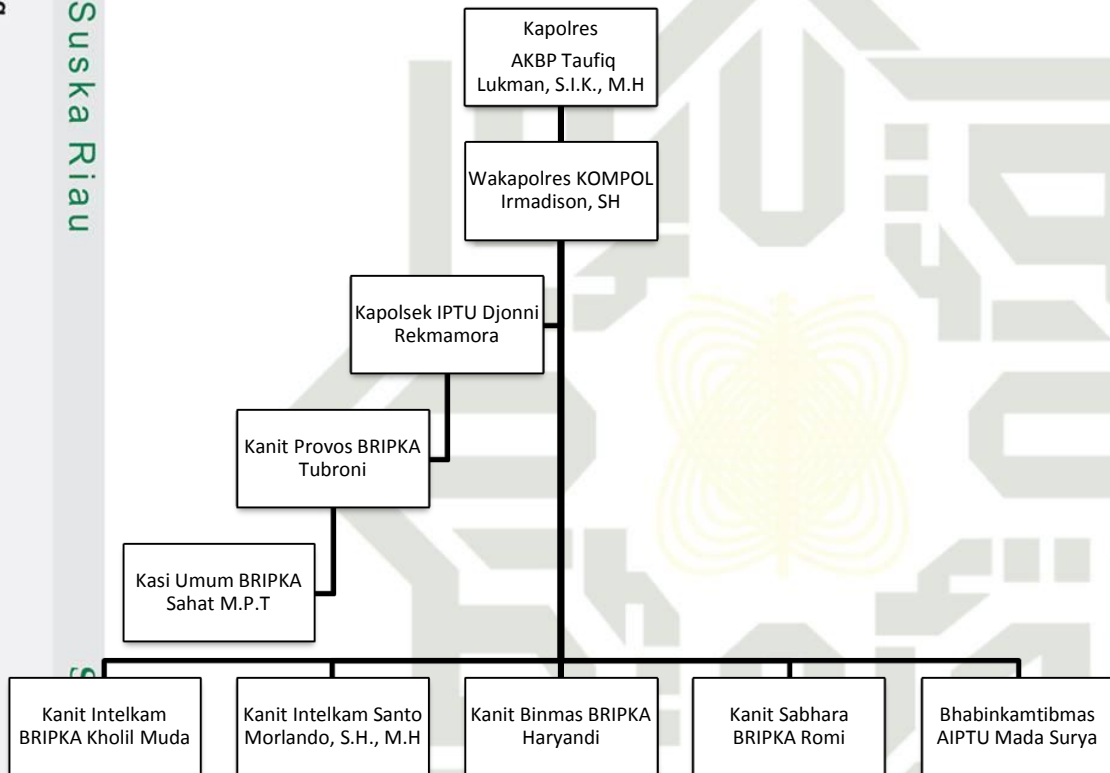 Suska Riau
Kapolres
AKBP Taufiq
Lukman, S.I.K., M.H
Wakapolres KOMPOL
Irmadison, SH
Kapolsek IPTU Djonni
Rekmamora
Kanit Provos BRIPKA
Tubroni
Kasi Umum BRIPKA
Sahat M.P.T
Kanit Intelkam
BRIPKA Kholil Muda
Kanit Intelkam Santo
Morlando, S.H., M.H
Kanit Binmas BRIPKA
Haryandi
Kanit Sabhara
BRIPKA Romi
Bhabinkamtibmas
AIPTU Mada Surya